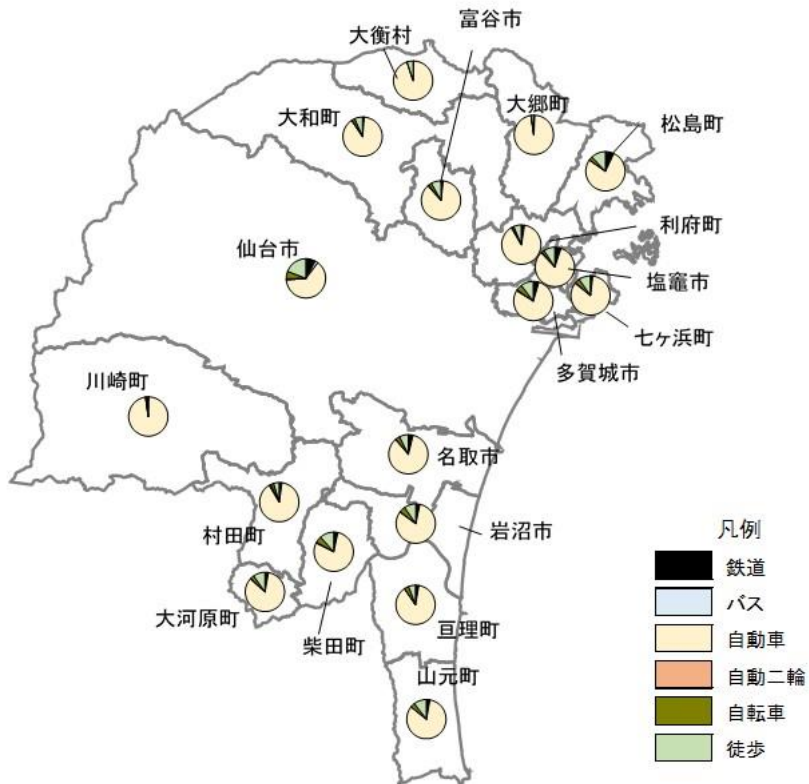 富谷市
大衡村
大郷町
大和町
松島町
利府町
仙台市
塩竈市
七ヶ浜町
多賀城市
川崎町
名取市
村田町
岩沼市
大河原町
柴田町
亘理町
山元町
凡例
鉄道
バス
自動車
自動二輪
自転車
徒歩